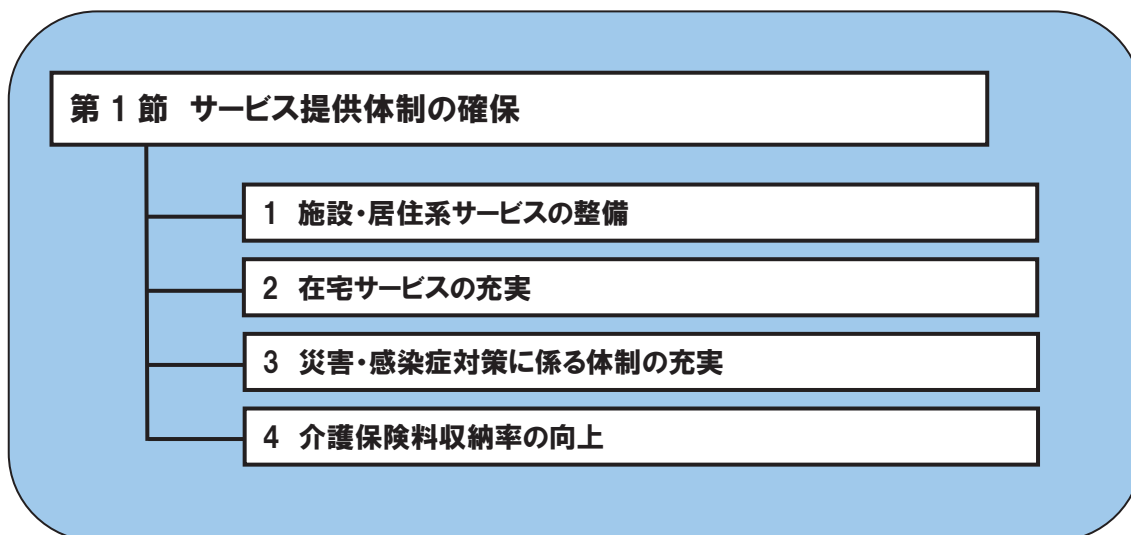 第 1 節 サービス提供体制の確保
1 施設・居住系サービスの整備
2 在宅サービスの充実
3 災害・感染症対策に係る体制の充実
4 介護保険料収納率の向上